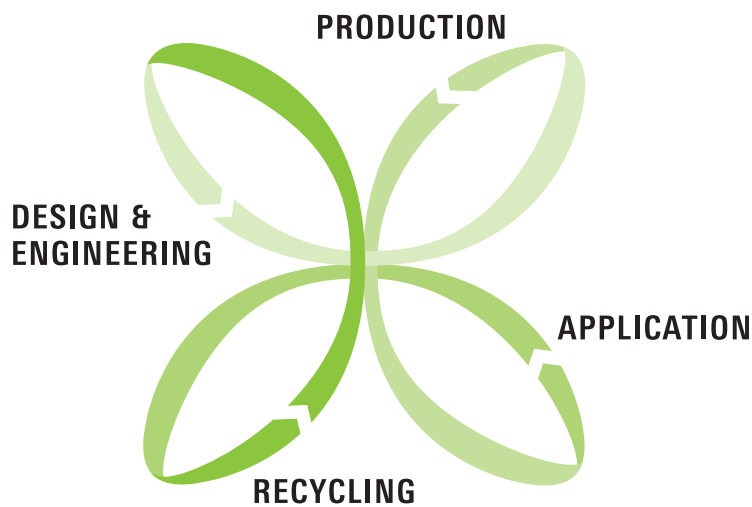 PRODUCTION
DESIGN &
ENGINEERING
APPLICATION
RECYCLING